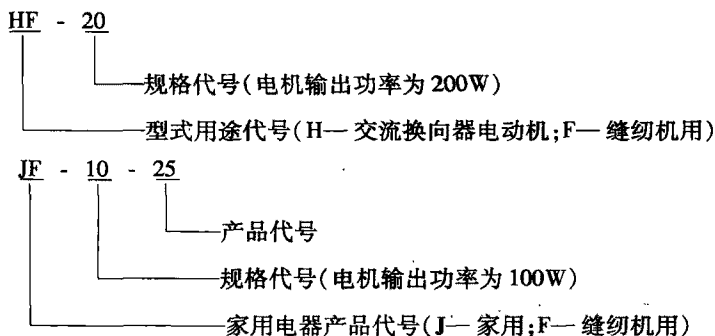 HF - 20
规格代号(电机输出功率为200W)
型式用途代号(H—交流换向器电动机;F—缝纫机用)
JF - 10 - 25
产品代号
规格代号(电机输出功率为100W)
家用电器产品代号(J—家用;F—缝纫机用)